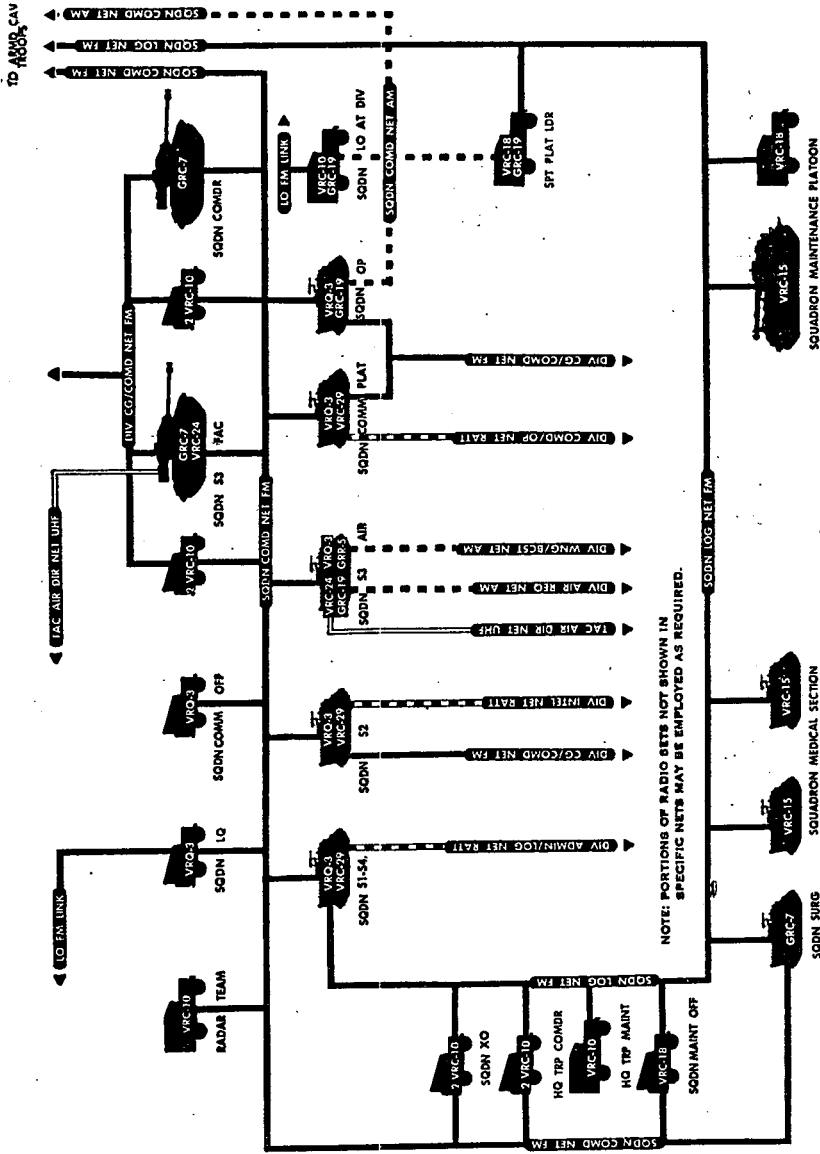 TO ARMD CAV
TROOPS
SQDN COMD NET AM
SQDN LOG NET FM
SQDN COMD NET FM
LO FM LINK
TAC AIR DIR NET UHF
DIV CG/COMD NET FM
VRC-10
RADAR TEAM
VRQ-3
SQDN LO
VRQ-3
SQDN COMM OFF
2 VRC-10
GRC-7
VRC-24
SQDN S3 TAC
2 VRC-10
GRC-7
SQDN COMDR
SQDN COMD NET FM
LO FM LINK
VRQ-3
VRC-29
SQDN S1-S4,
VRQ-3
VRC-29
SQDN S2
VRC-24 VRQ-3
GRC-19 GRR-5
SQDN S3 AIR
VRQ-3
VRC-29
SQDN COMM PLAT
VRQ-3
GRC-19
SQDN OP
VRC-10
GRC-19
SQDN LO AT DIV
SQDN COMD NET AM
DIV ADMIN/LOG NET RATT
DIV CG/COMD NET FM
DIV INTEL NET RATT
TAC AIR DIR NET UHF
DIV AIR REQ NET AM
DIV WNG/BCST NET AM
DIV COMD/OP NET RATT
DIV CG/COMD NET FM
VRC-18
GRC-19
SPT PLAT LDR
2 VRC-10
SQDN XO
2 VRC-10
HQ TRP COMDR
VRC-10
HQ TRP MAINT
VRC-18
SQDN MAINT OFF
SQDN LOG NET FM
SQDN COMD NET FM
NOTE: PORTIONS OF RADIO SETS NOT SHOWN IN
SPECIFIC NETS MAY BE EMPLOYED AS REQUIRED.
SQDN LOG NET FM
GRC-7
SQDN SURG
VRC-15
VRC-15
SQUADRON MEDICAL SECTION
VRC-15
VRC-18
SQUADRON MAINTENANCE PLATOON